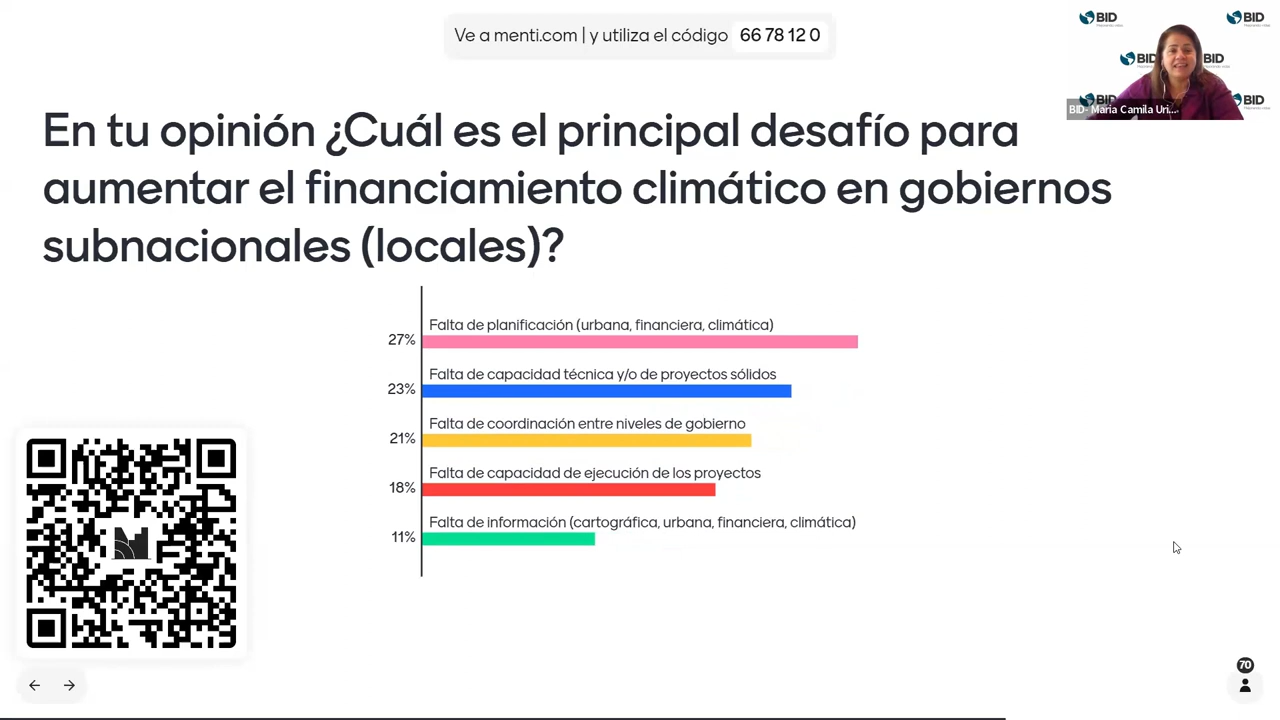 Ve a menti.com | y utiliza el código 66 78 12 0
BID
BID
BID
BID
BID
BID
BID- Maria Camila Uri...
En tu opinión ¿Cuál es el principal desafío para
aumentar el financiamiento climático en gobiernos
subnacionales (locales)?
Falta de planificación (urbana, financiera, climática)
27%
Falta de capacidad técnica y/o de proyectos sólidos
23%
Falta de coordinación entre niveles de gobierno
21%
Falta de capacidad de ejecución de los proyectos
18%
Falta de información (cartográfica, urbana, financiera, climática)
11%
70